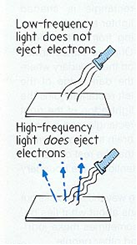 Low-frequency
light does not
eject electrons
High-frequency
light does eject
electrons